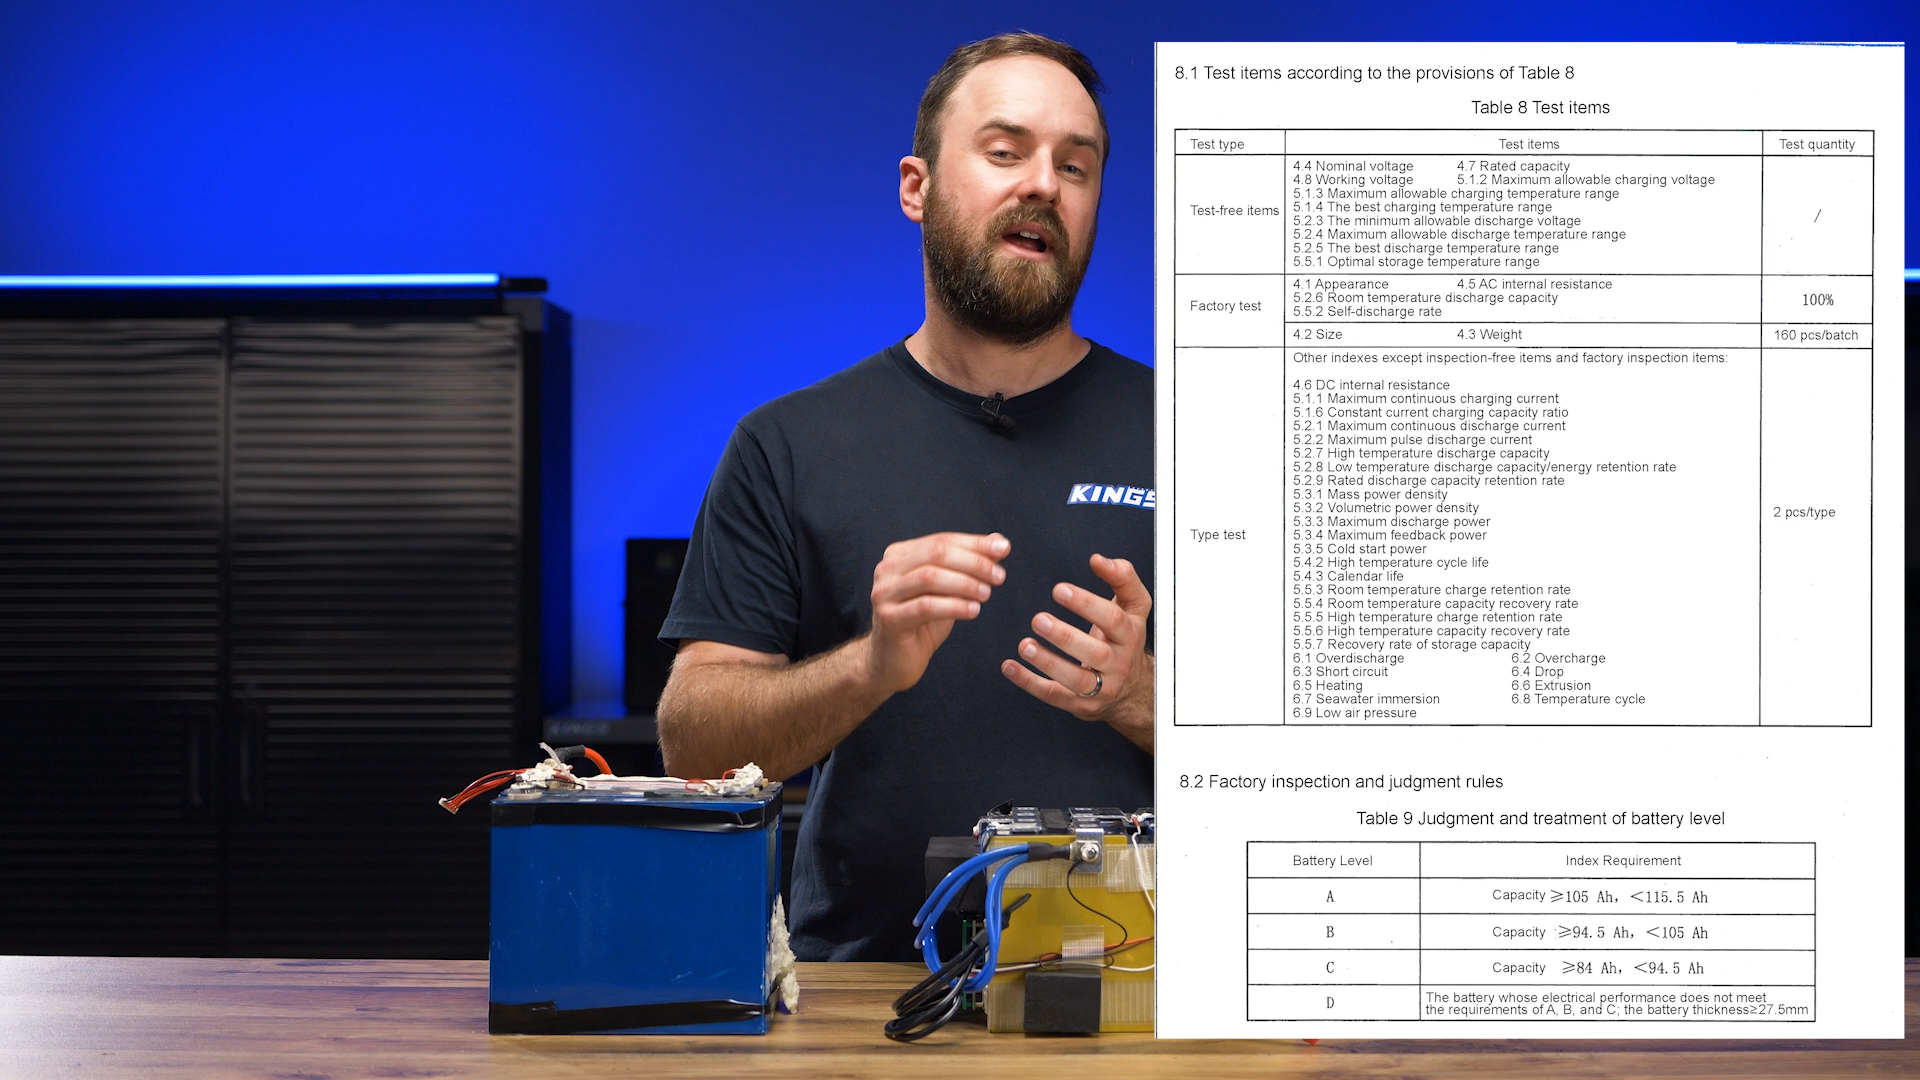 8.1 Test items according to the provisions of Table 8
Table 8 Test items
Test type Test items Test quantity
Test-free items
4.4 Nominal voltage 4.7 Rated capacity
4.8 Working voltage 5.1.2 Maximum allowable charging voltage
5.1.3 Maximum allowable charging temperature range
5.1.4 The best charging temperature range
5.2.3 The minimum allowable discharge voltage
5.2.4 Maximum allowable discharge temperature range
5.2.5 The best discharge temperature range
5.5.1 Optimal storage temperature range
/
Factory test
4.1 Appearance 4.5 AC internal resistance
5.2.6 Room temperature discharge capacity
5.5.2 Self-discharge rate
100%
4.2 Size 4.3 Weight 160 pcs/batch
Type test
Other indexes except inspection-free items and factory inspection items:
4.6 DC internal resistance
5.1.1 Maximum continuous charging current
5.1.6 Constant current charging capacity ratio
5.2.1 Maximum continuous discharge current
5.2.2 Maximum pulse discharge current
5.2.7 High temperature discharge capacity
5.2.8 Low temperature discharge capacity/energy retention rate
5.2.9 Rated discharge capacity retention rate
5.3.1 Mass power density
5.3.2 Volumetric power density
5.3.3 Maximum discharge power
5.3.4 Maximum feedback power
5.3.5 Cold start power
5.4.2 High temperature cycle life
5.4.3 Calendar life
5.5.3 Room temperature charge retention rate
5.5.4 Room temperature capacity recovery rate
5.5.5 High temperature charge retention rate
5.5.6 High temperature capacity recovery rate
5.5.7 Recovery rate of storage capacity
6.1 Overdischarge 6.2 Overcharge
6.3 Short circuit 6.4 Drop
6.5 Heating 6.6 Extrusion
6.7 Seawater immersion 6.8 Temperature cycle
6.9 Low air pressure
2 pcs/type
8.2 Factory inspection and judgment rules
Table 9 Judgment and treatment of battery level
Battery Level Index Requirement
A Capacity ≥105 Ah, <115.5 Ah
B Capacity ≥94.5 Ah, <105 Ah
C Capacity ≥84 Ah, <94.5 Ah
D The battery whose electrical performance does not meet
the requirements of A, B, and C; the battery thickness≥27.5mm
KINGS
KINGS